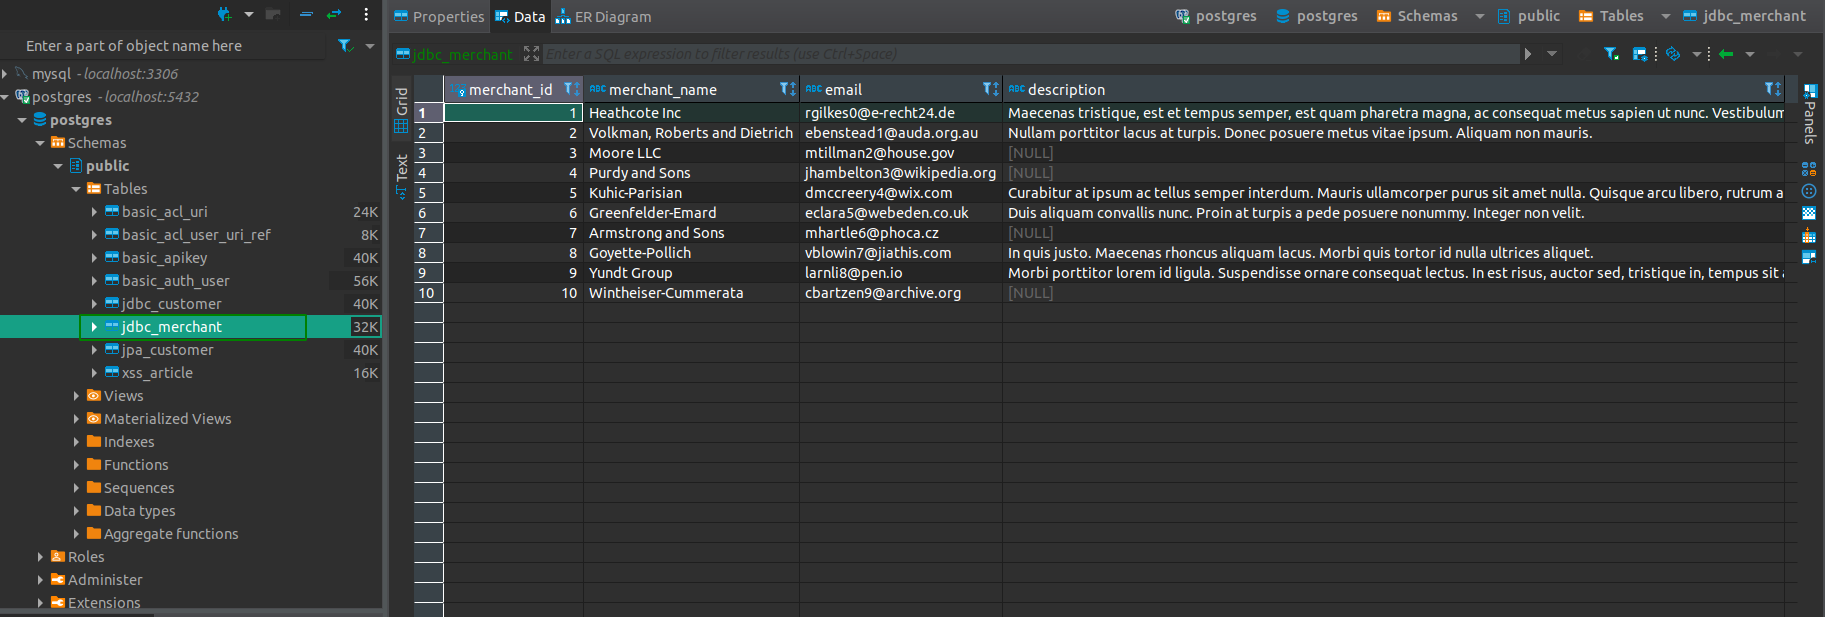 Enter a part of object name here
mysql - localhost:3306
postgres - localhost:5432
postgres
Schemas
public
Tables
basic_acl_uri 24K
basic_acl_user_uri_ref 8K
basic_apikey 40K
basic_auth_user 56K
jdbc_customer 40K
jdbc_merchant 32K
jpa_customer 40K
xss_article 16K
Views
Materialized Views
Indexes
Functions
Sequences
Data types
Aggregate functions
Roles
Administer
Extensions
Properties Data ER Diagram postgres postgres Schemas public Tables jdbc_merchant
jdbc_merchant Enter a SQL expression to filter results (use Ctrl+Space)
Grid
Text
merchant_id ABC merchant_name ABC email ABC description
1 1 Heathcote Inc rgilkes0@e-recht24.de Maecenas tristique, est et tempus semper, est quam pharetra magna, ac consequat metus sapien ut nunc. Vestibulum
2 2 Volkman, Roberts and Dietrich ebenstead1@auda.org.au Nullam porttitor lacus at turpis. Donec posuere metus vitae ipsum. Aliquam non mauris.
3 3 Moore LLC mtillman2@house.gov [NULL]
4 4 Purdy and Sons jhambelton3@wikipedia.org [NULL]
5 5 Kuhic-Parisian dmccreery4@wix.com Curabitur at ipsum ac tellus semper interdum. Mauris ullamcorper purus sit amet nulla. Quisque arcu libero, rutrum a
6 6 Greenfelder-Emard eclara5@webeden.co.uk Duis aliquam convallis nunc. Proin at turpis a pede posuere nonummy. Integer non velit.
7 7 Armstrong and Sons mhartle6@phoca.cz [NULL]
8 8 Goyette-Pollich vblowin7@jiathis.com In quis justo. Maecenas rhoncus aliquam lacus. Morbi quis tortor id nulla ultrices aliquet.
9 9 Yundt Group larnli8@pen.io Morbi porttitor lorem id ligula. Suspendisse ornare consequat lectus. In est risus, auctor sed, tristique in, tempus sit
10 10 Wintheiser-Cummerata cbartzen9@archive.org [NULL]
Panels